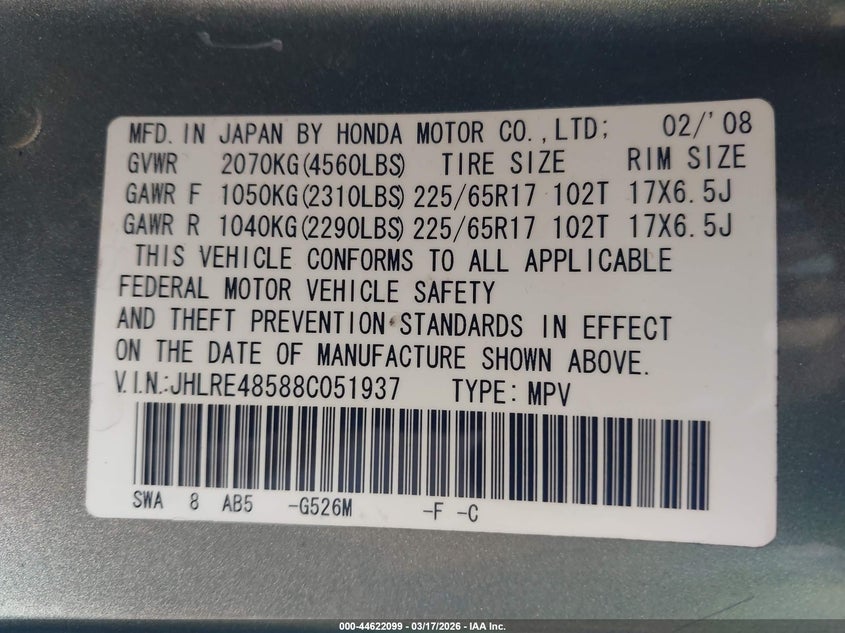 MFD. IN JAPAN BY HONDA MOTOR CO.,LTD; 02/'08
GVWR 2070KG(4560LBS) TIRE SIZE RIM SIZE
GAWR F 1050KG(2310LBS) 225/65R17 102T 17X6.5J
GAWR R 1040KG(2290LBS) 225/65R17 102T 17X6.5J
THIS VEHICLE CONFORMS TO ALL APPLICABLE
FEDERAL MOTOR VEHICLE SAFETY
AND THEFT PREVENTION STANDARDS IN EFFECT
ON THE DATE OF MANUFACTURE SHOWN ABOVE.
V.I.N.:JHLRE48588C051937 TYPE: MPV
SWA 8 AB5 -G526M -F -C
000-44622099 - 03/17/2026 - IAA Inc.